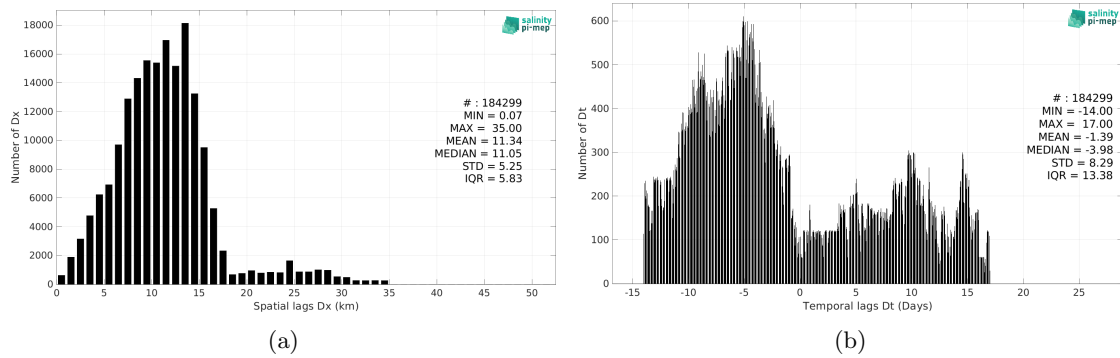 18000
16000
14000
12000
10000
8000
6000
4000
2000
0
Number of Dx
0
5
10
15
20
25
30
35
40
45
50
Spatial lags Dx (km)
salinity
pi-mep
# : 184299
MIN = 0.07
MAX = 35.00
MEAN = 11.34
MEDIAN = 11.05
STD = 5.25
IQR = 5.83
(a)
600
500
400
300
200
100
0
Number of Dt
-15
-10
-5
0
5
10
15
20
25
Temporal lags Dt (Days)
salinity
pi-mep
# : 184299
MIN = -14.00
MAX = 17.00
MEAN = -1.39
MEDIAN = -3.98
STD = 8.29
IQR = 13.38
(b)